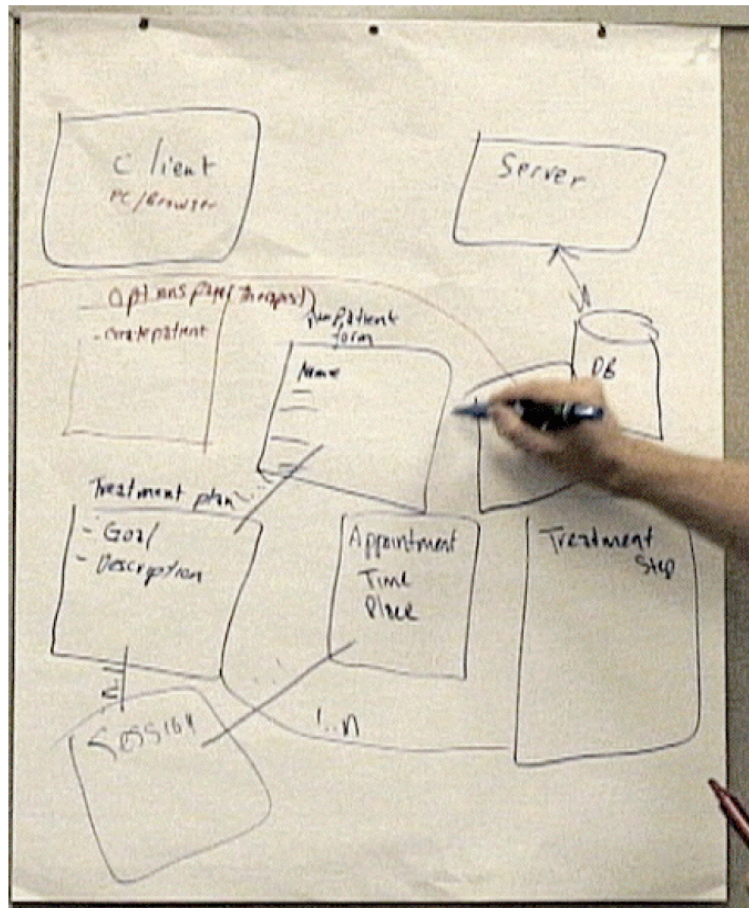 Client
PC/Browser
Server
Options page (therapist)
- create patient
patient
form
Name
DB
Treatment plan
- Goal
- Description
Appointment
Time
Place
Treatment
Step
Session
1..n